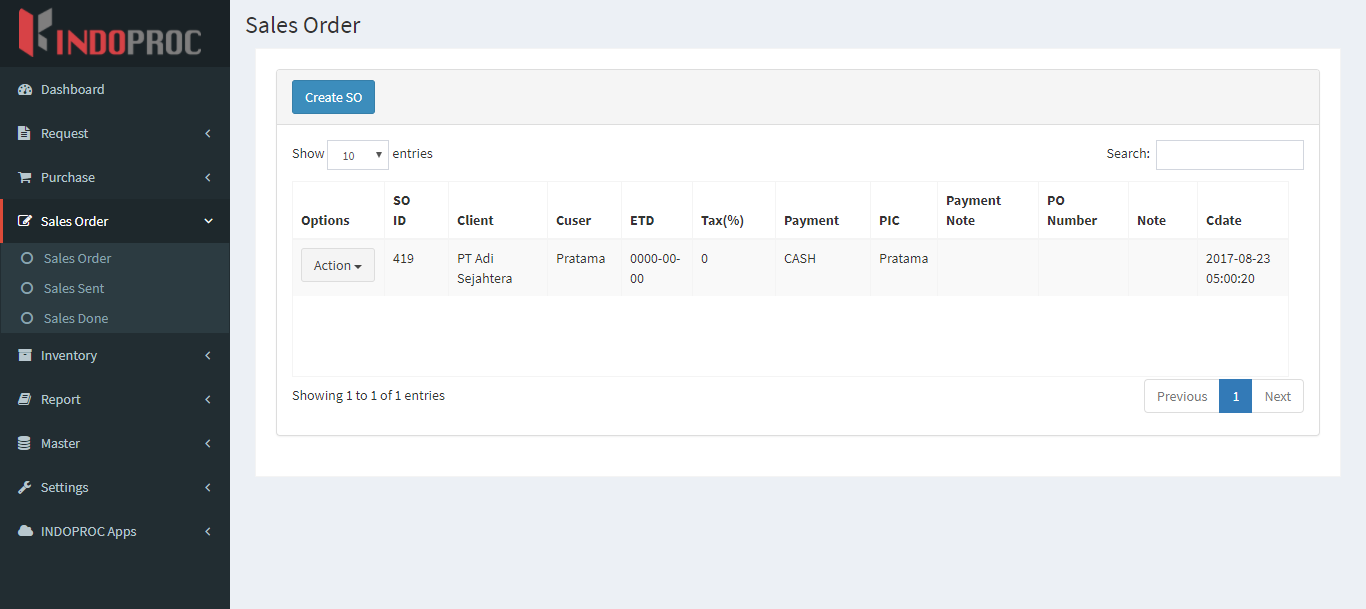 INDOPROC
Dashboard
Request
Purchase
Sales Order
Sales Order
Sales Sent
Sales Done
Inventory
Report
Master
Settings
INDOPROC Apps
Sales Order
Create SO
Show 10 entries
Search:
Options SO ID Client Cuser ETD Tax(%) Payment PIC Payment Note PO Number Note Cdate
Action 419 PT Adi Pratama 0000-00- 0 CASH Pratama 2017-08-23
Sejahtera 00 05:00:20
Showing 1 to 1 of 1 entries
Previous 1 Next